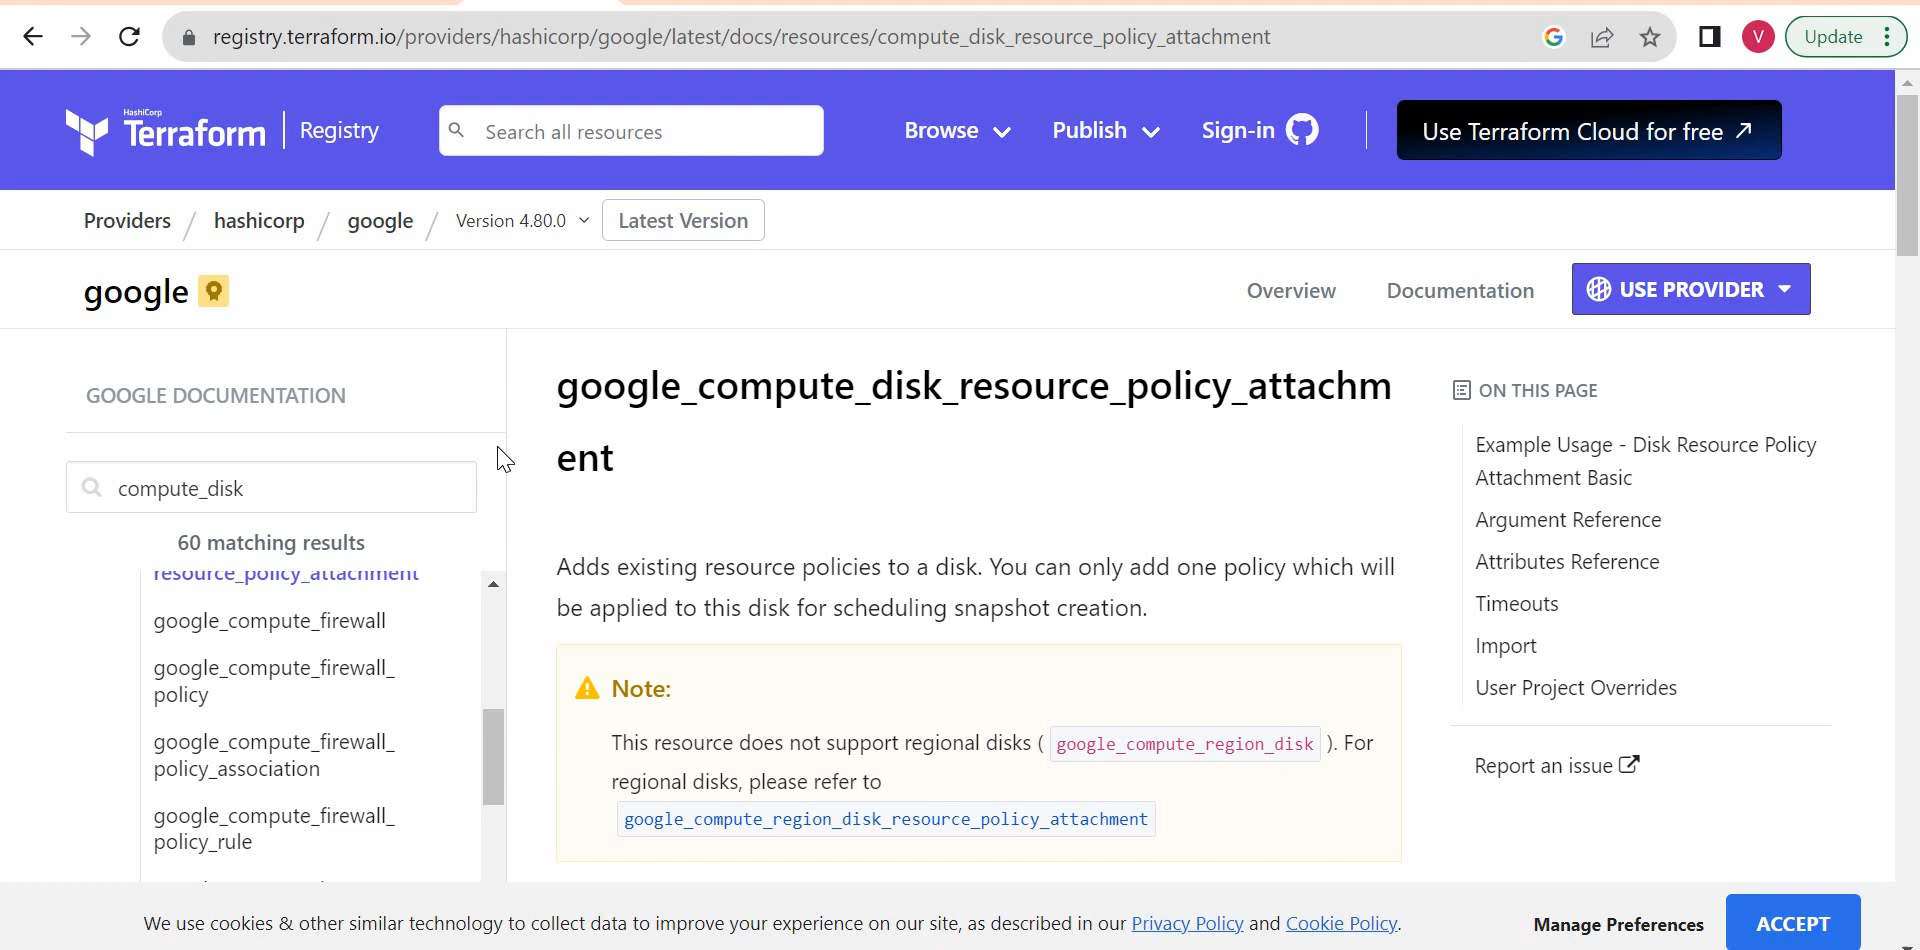 registry.terraform.io/providers/hashicorp/google/latest/docs/resources/compute_disk_resource_policy_attachment
V
Update
HashiCorp
Terraform
Registry
Search all resources
Browse
Publish
Sign-in
Use Terraform Cloud for free
Providers / hashicorp / google / Version 4.80.0
Latest Version
google
Overview
Documentation
USE PROVIDER
GOOGLE DOCUMENTATION
compute_disk
60 matching results
resource_policy_attachment
google_compute_firewall
google_compute_firewall_
policy
google_compute_firewall_
policy_association
google_compute_firewall_
policy_rule
google_compute_disk_resource_policy_attachm
ent
Adds existing resource policies to a disk. You can only add one policy which will
be applied to this disk for scheduling snapshot creation.
Note:
This resource does not support regional disks ( google_compute_region_disk ). For
regional disks, please refer to
google_compute_region_disk_resource_policy_attachment
ON THIS PAGE
Example Usage - Disk Resource Policy
Attachment Basic
Argument Reference
Attributes Reference
Timeouts
Import
User Project Overrides
Report an issue
We use cookies & other similar technology to collect data to improve your experience on our site, as described in our Privacy Policy and Cookie Policy.
Manage Preferences
ACCEPT